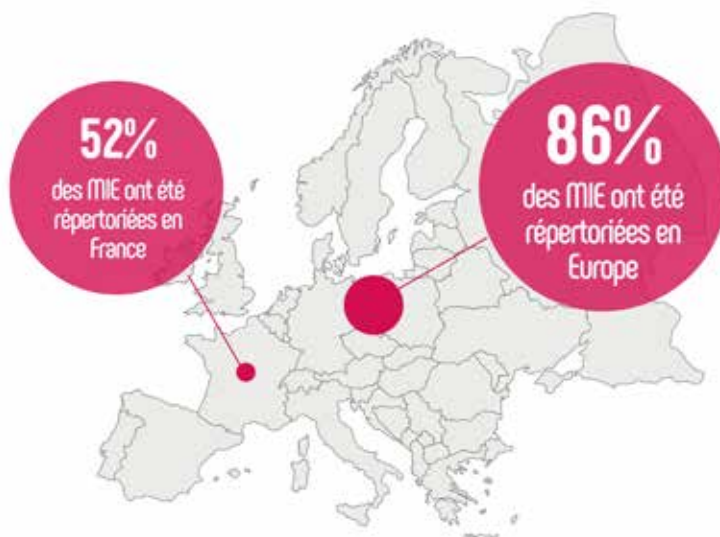 52%
des MIE ont été
répertoriées en
France
86%
des MIE ont été
répertoriées en
Europe